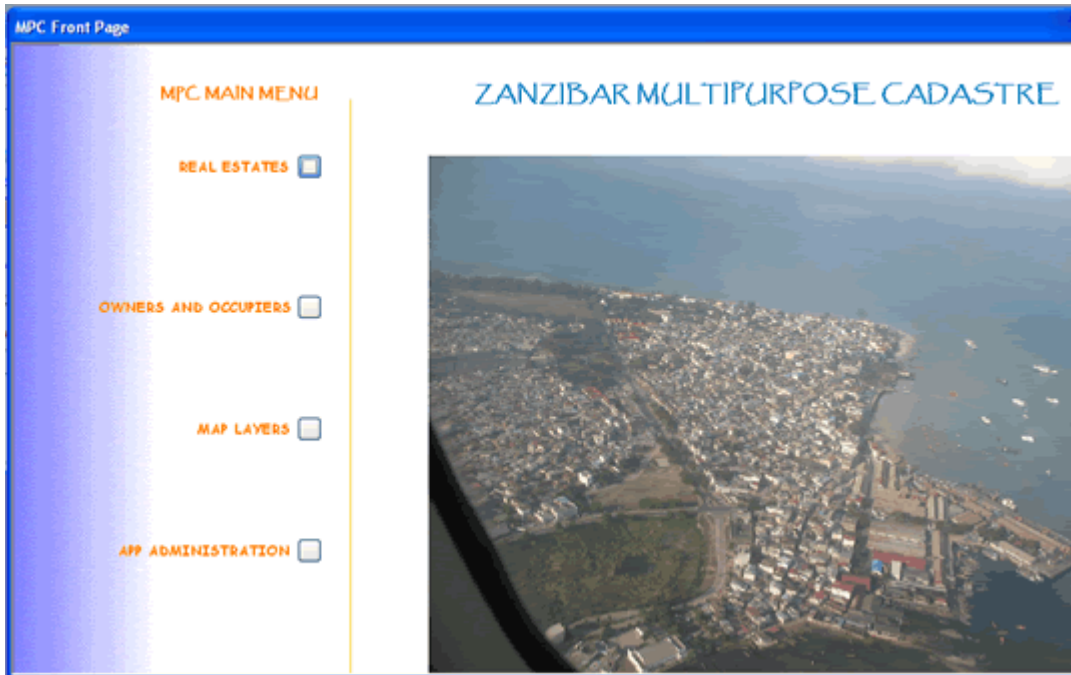 MPC Front Page
MPC MAIN MENU
ZANZIBAR MULTIPURPOSE CADASTRE
REAL ESTATES
OWNERS AND OCCUPIERS
MAP LAYERS
APP ADMINISTRATION